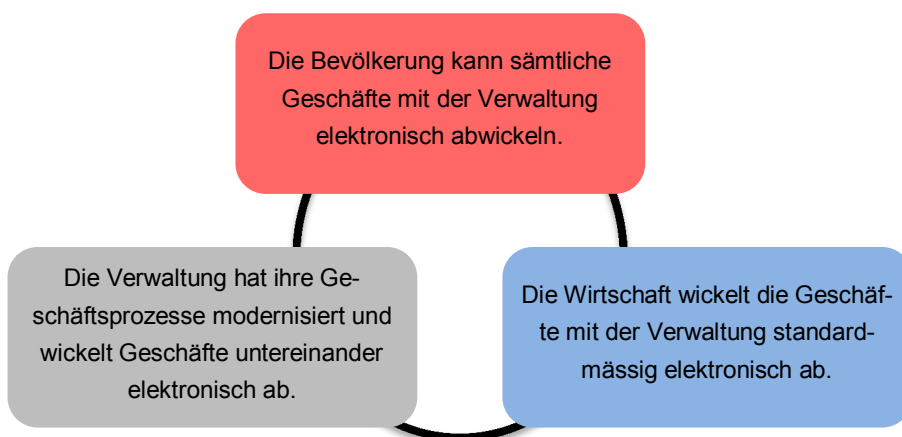 Die Bevölkerung kann sämtliche
Geschäfte mit der Verwaltung
elektronisch abwickeln.
Die Verwaltung hat ihre Ge-
schäftsprozesse modernisiert und
wickelt Geschäfte untereinander
elektronisch ab.
Die Wirtschaft wickelt die Geschäf-
te mit der Verwaltung standard-
mässig elektronisch ab.